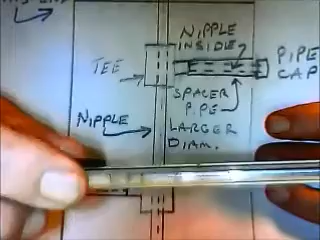 NIPPLE
INSIDE
TEE
PIPE
CAP
SPACER
PIPE
NIPPLE
LARGER
DIAM.